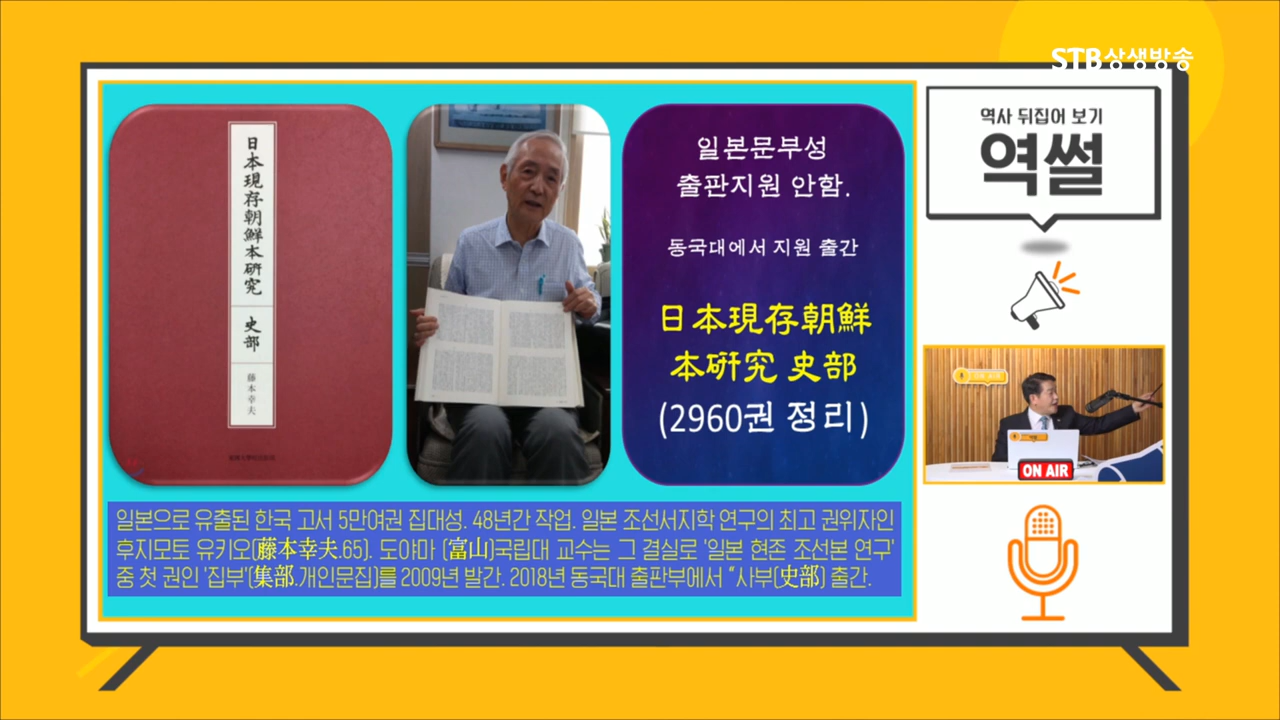 STB상생방송
역사 뒤집어 보기
역썰
日本現存朝鮮本研究
史部
藤本幸夫
일본문부성
출판지원 안함.
동국대에서 지원 출간
日本現存朝鮮
本研究 史部
(2960권 정리)
ON AIR
일본으로 유출된 한국 고서 5만여권 집대성. 48년간 작업. 일본 조선서지학 연구의 최고 권위자인
후지모토 유키오(藤本幸夫.65). 도야마 (富山)국립대 교수는 그 결실로 '일본 현존 조선본 연구'
중 첫 권인 '집부'(集部.개인문집)를 2009년 발간. 2018년 동국대 출판부에서 “사부(史部) 출간.